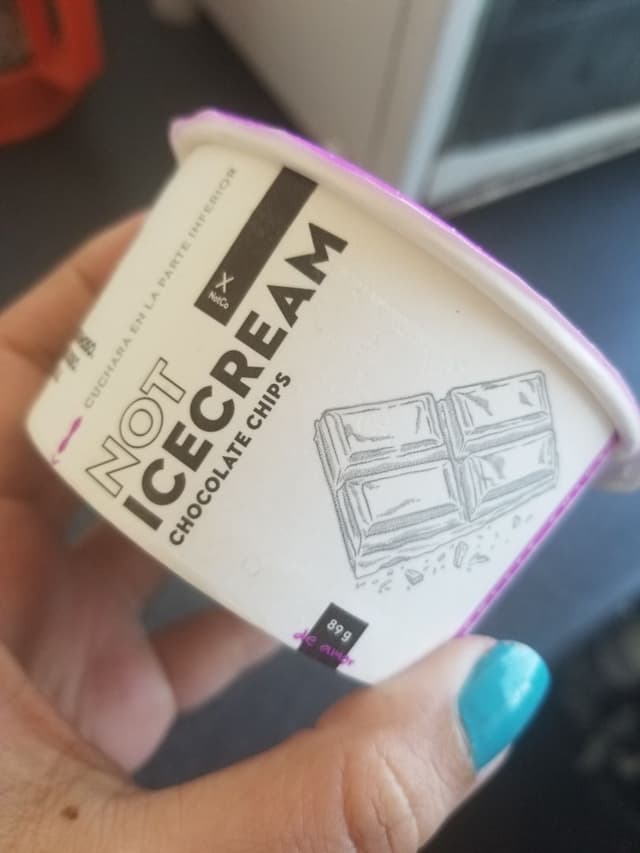 CUCHARA EN LA PARTE INFERIOR
NotCo
NOT
ICECREAM
CHOCOLATE CHIPS
89g
de amor